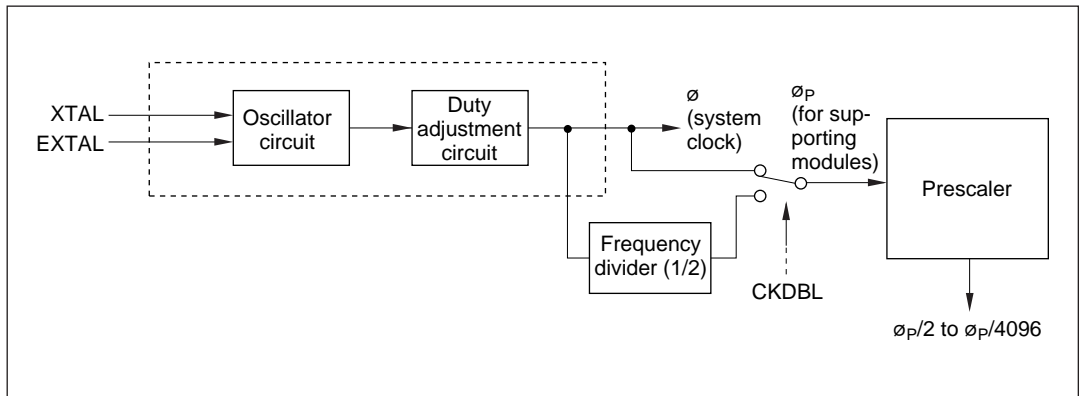 XTAL
EXTAL
Oscillator
circuit
Duty
adjustment
circuit
ø
(system
clock)
øP
(for sup-
porting
modules)
Prescaler
Frequency
divider (1/2)
CKDBL
øP/2 to øP/4096